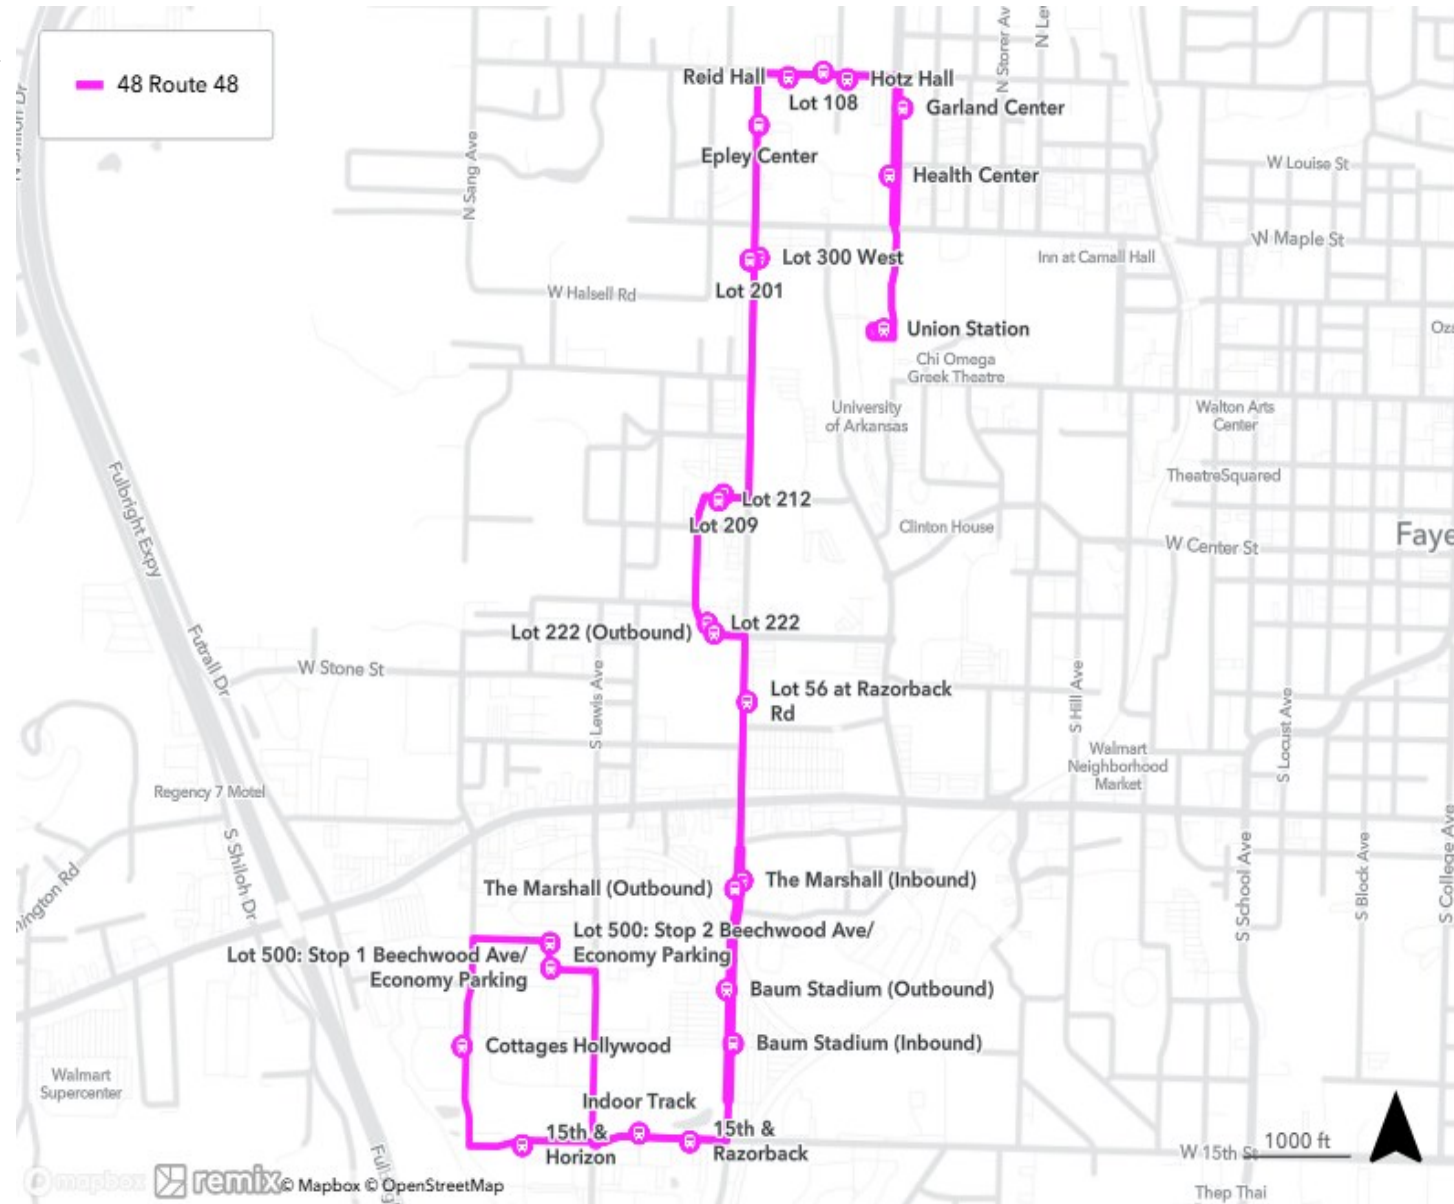 48 Route 48
N Shiloh Dr
N Sang Ave
Reid Hall
Lot 108
Hotz Hall
N Storer Av
Garland Center
Epley Center
Health Center
W Louise St
W Maple St
Lot 300 West
Inn at Carnall Hall
Lot 201
W Halsell Rd
Union Station
Chi Omega
Greek Theatre
University
of Arkansas
Walton Arts
Center
TheatreSquared
Lot 212
Lot 209
Clinton House
W Center St
Faye
Fulbright Expy
Lot 222
Lot 222 (Outbound)
Futrall Dr
W Stone St
S Lewis Ave
Lot 56 at Razorback
Rd
S Hill Ave
S Locust Ave
Walmart
Neighborhood
Market
Regency 7 Motel
S Shiloh Dr
The Marshall (Outbound)
The Marshall (Inbound)
S School Ave
S Block Ave
S College Ave
mington Rd
Lot 500: Stop 2 Beechwood Ave/
Economy Parking
Lot 500: Stop 1 Beechwood Ave/
Economy Parking
Baum Stadium (Outbound)
Cottages Hollywood
Baum Stadium (Inbound)
Walmart
Supercenter
Indoor Track
15th &
Horizon
15th &
Razorback
W 15th St
1000 ft
Thep Thai
mapbox
remix
© Mapbox © OpenStreetMap